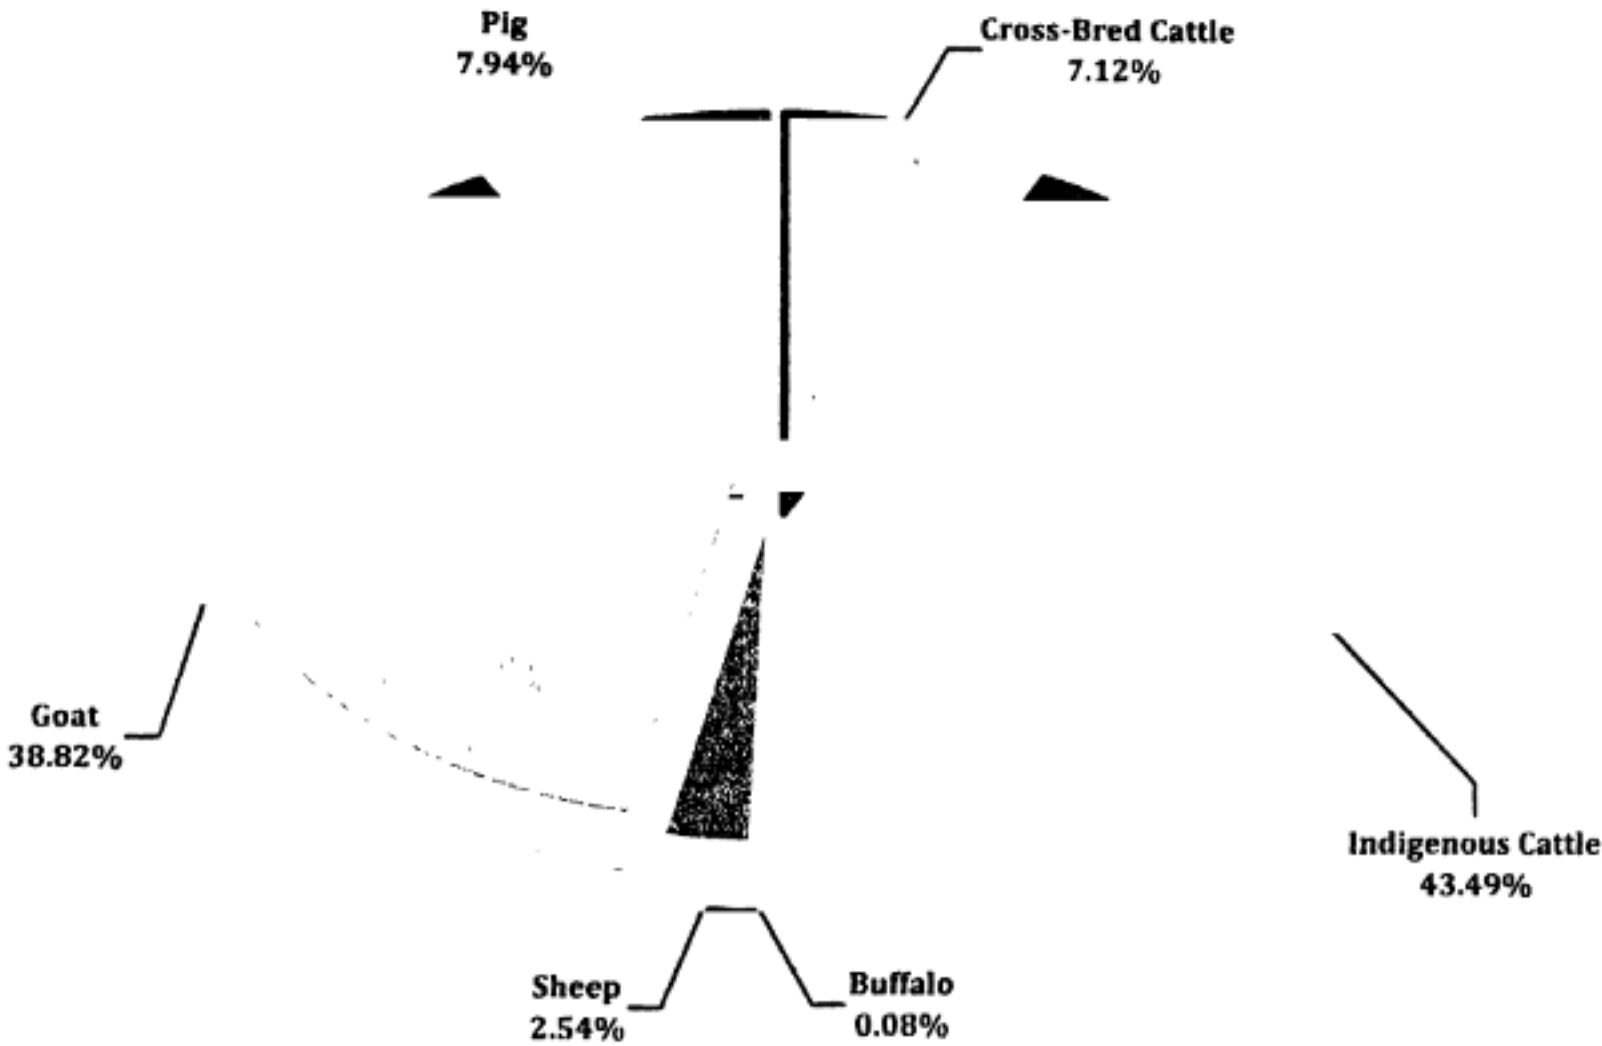 Pig
7.94%
Cross-Bred Cattle
7.12%
Goat
38.82%
Indigenous Cattle
43.49%
Sheep
2.54%
Buffalo
0.08%